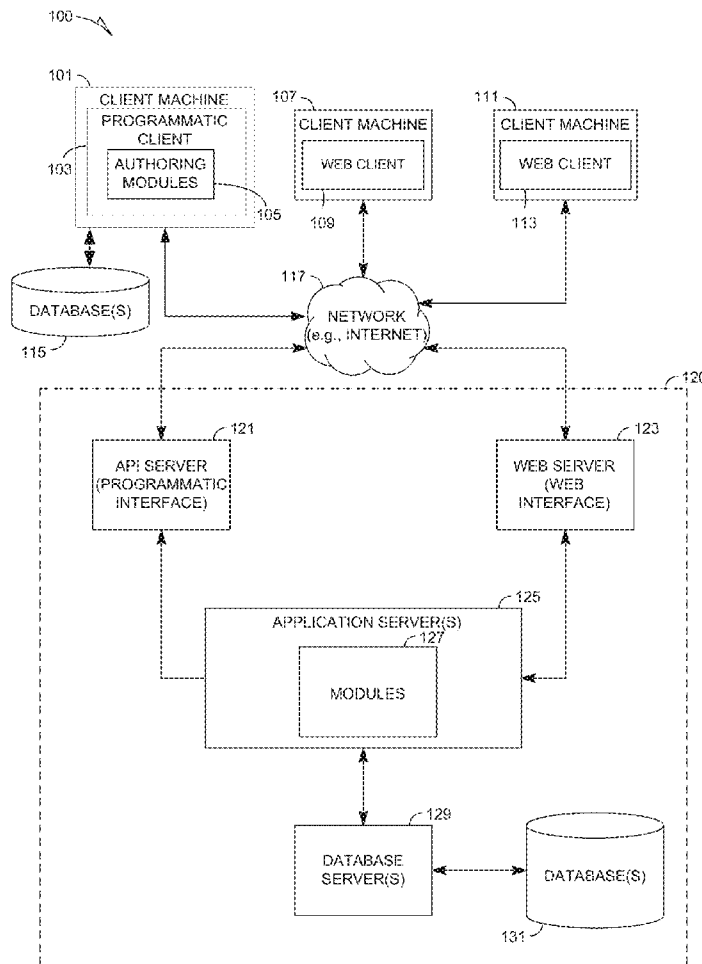 100
101
CLIENT MACHINE
PROGRAMMATIC
CLIENT
103
AUTHORING
MODULES
105
107
CLIENT MACHINE
WEB CLIENT
109
111
CLIENT MACHINE
WEB CLIENT
113
DATABASE(S)
115
117
NETWORK
(e.g., INTERNET)
120
121
API SERVER
(PROGRAMMATIC
INTERFACE)
123
WEB SERVER
(WEB
INTERFACE)
125
APPLICATION SERVER(S)
127
MODULES
129
DATABASE
SERVER(S)
DATABASE(S)
131